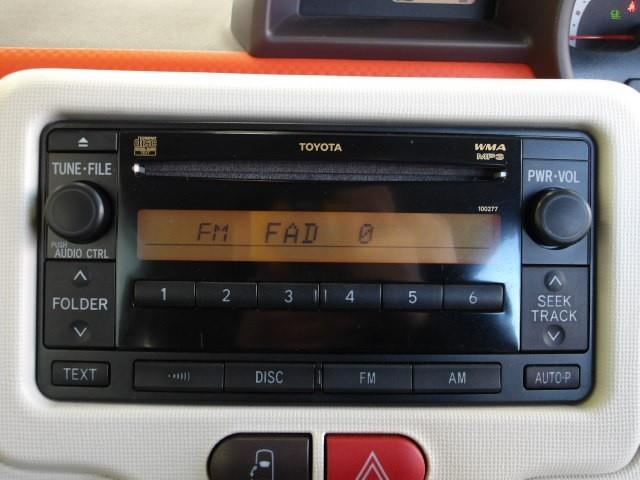 TOYOTA
WMA
MP3
TUNE·FILE
PWR·VOL
100277
PUSH
AUDIO CTRL
FM FAD 0
FOLDER
1 2 3 4 5 6
SEEK
TRACK
TEXT
DISC
FM
AM
AUTO·P